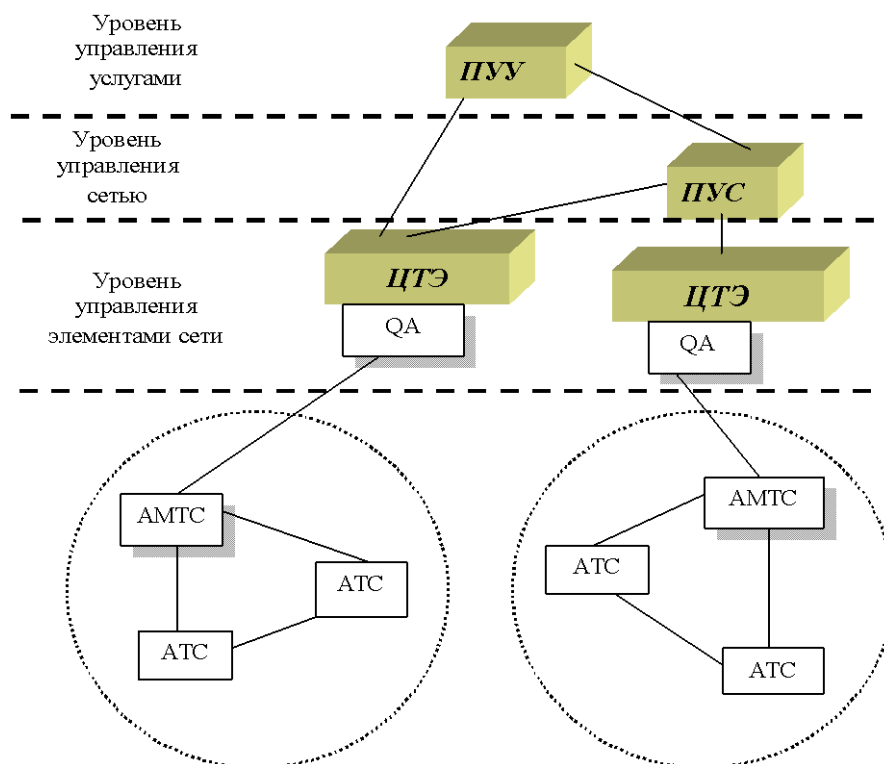 Уровень
управления
услугами
ПУУ
Уровень
управления
сетью
ПУС
Уровень
управления
элементами сети
ЦТЭ
QA
ЦТЭ
QA
АМТС
АТС
АТС
АМТС
АТС
АТС